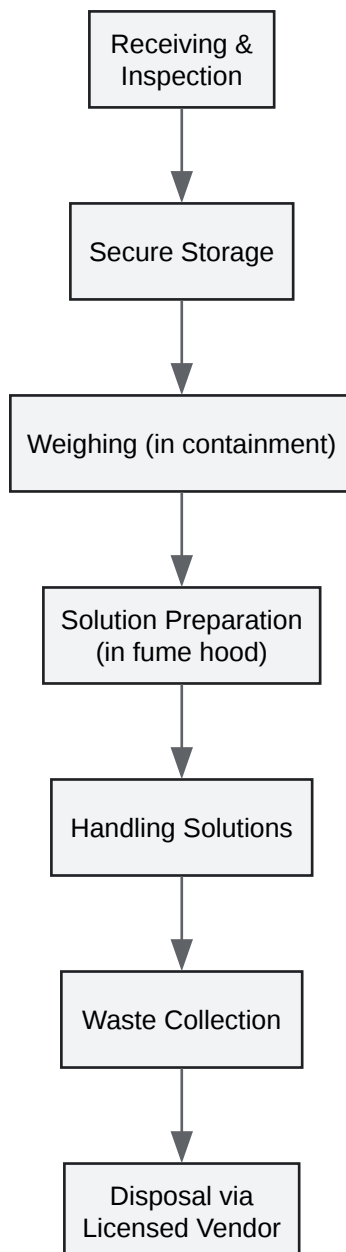 Receiving &
Inspection
Secure Storage
Weighing (in containment)
Solution Preparation
(in fume hood)
Handling Solutions
Waste Collection
Disposal via
Licensed Vendor